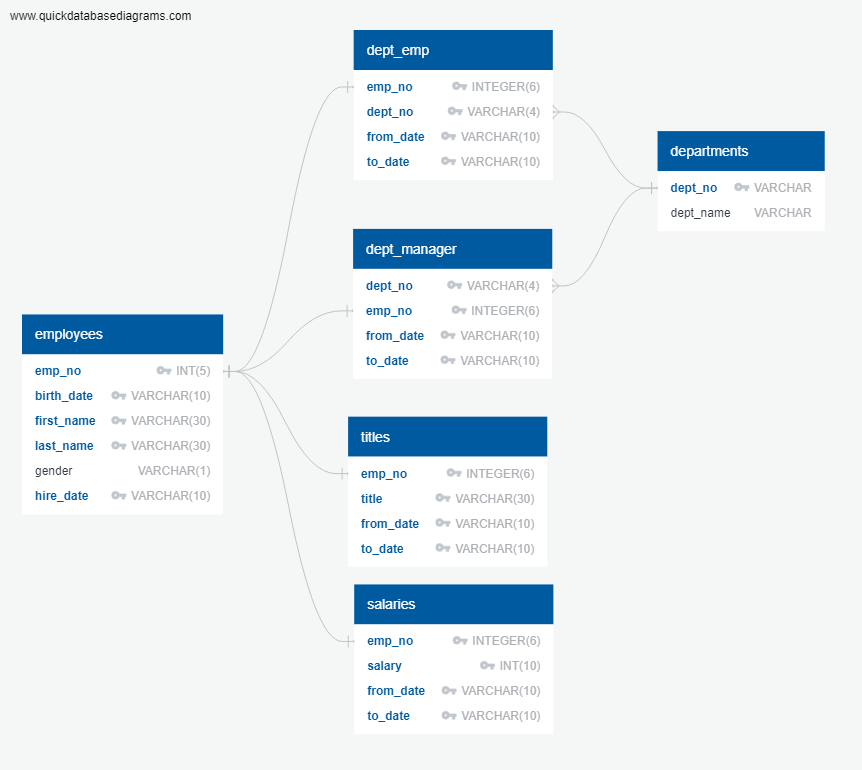 www.quickdatabasediagrams.com
dept_emp
emp_no INTEGER(6)
dept_no VARCHAR(4)
from_date VARCHAR(10)
to_date VARCHAR(10)
departments
dept_no VARCHAR
dept_name VARCHAR
dept_manager
dept_no VARCHAR(4)
emp_no INTEGER(6)
from_date VARCHAR(10)
to_date VARCHAR(10)
employees
emp_no INT(5)
birth_date VARCHAR(10)
first_name VARCHAR(30)
last_name VARCHAR(30)
gender VARCHAR(1)
hire_date VARCHAR(10)
titles
emp_no INTEGER(6)
title VARCHAR(30)
from_date VARCHAR(10)
to_date VARCHAR(10)
salaries
emp_no INTEGER(6)
salary INT(10)
from_date VARCHAR(10)
to_date VARCHAR(10)